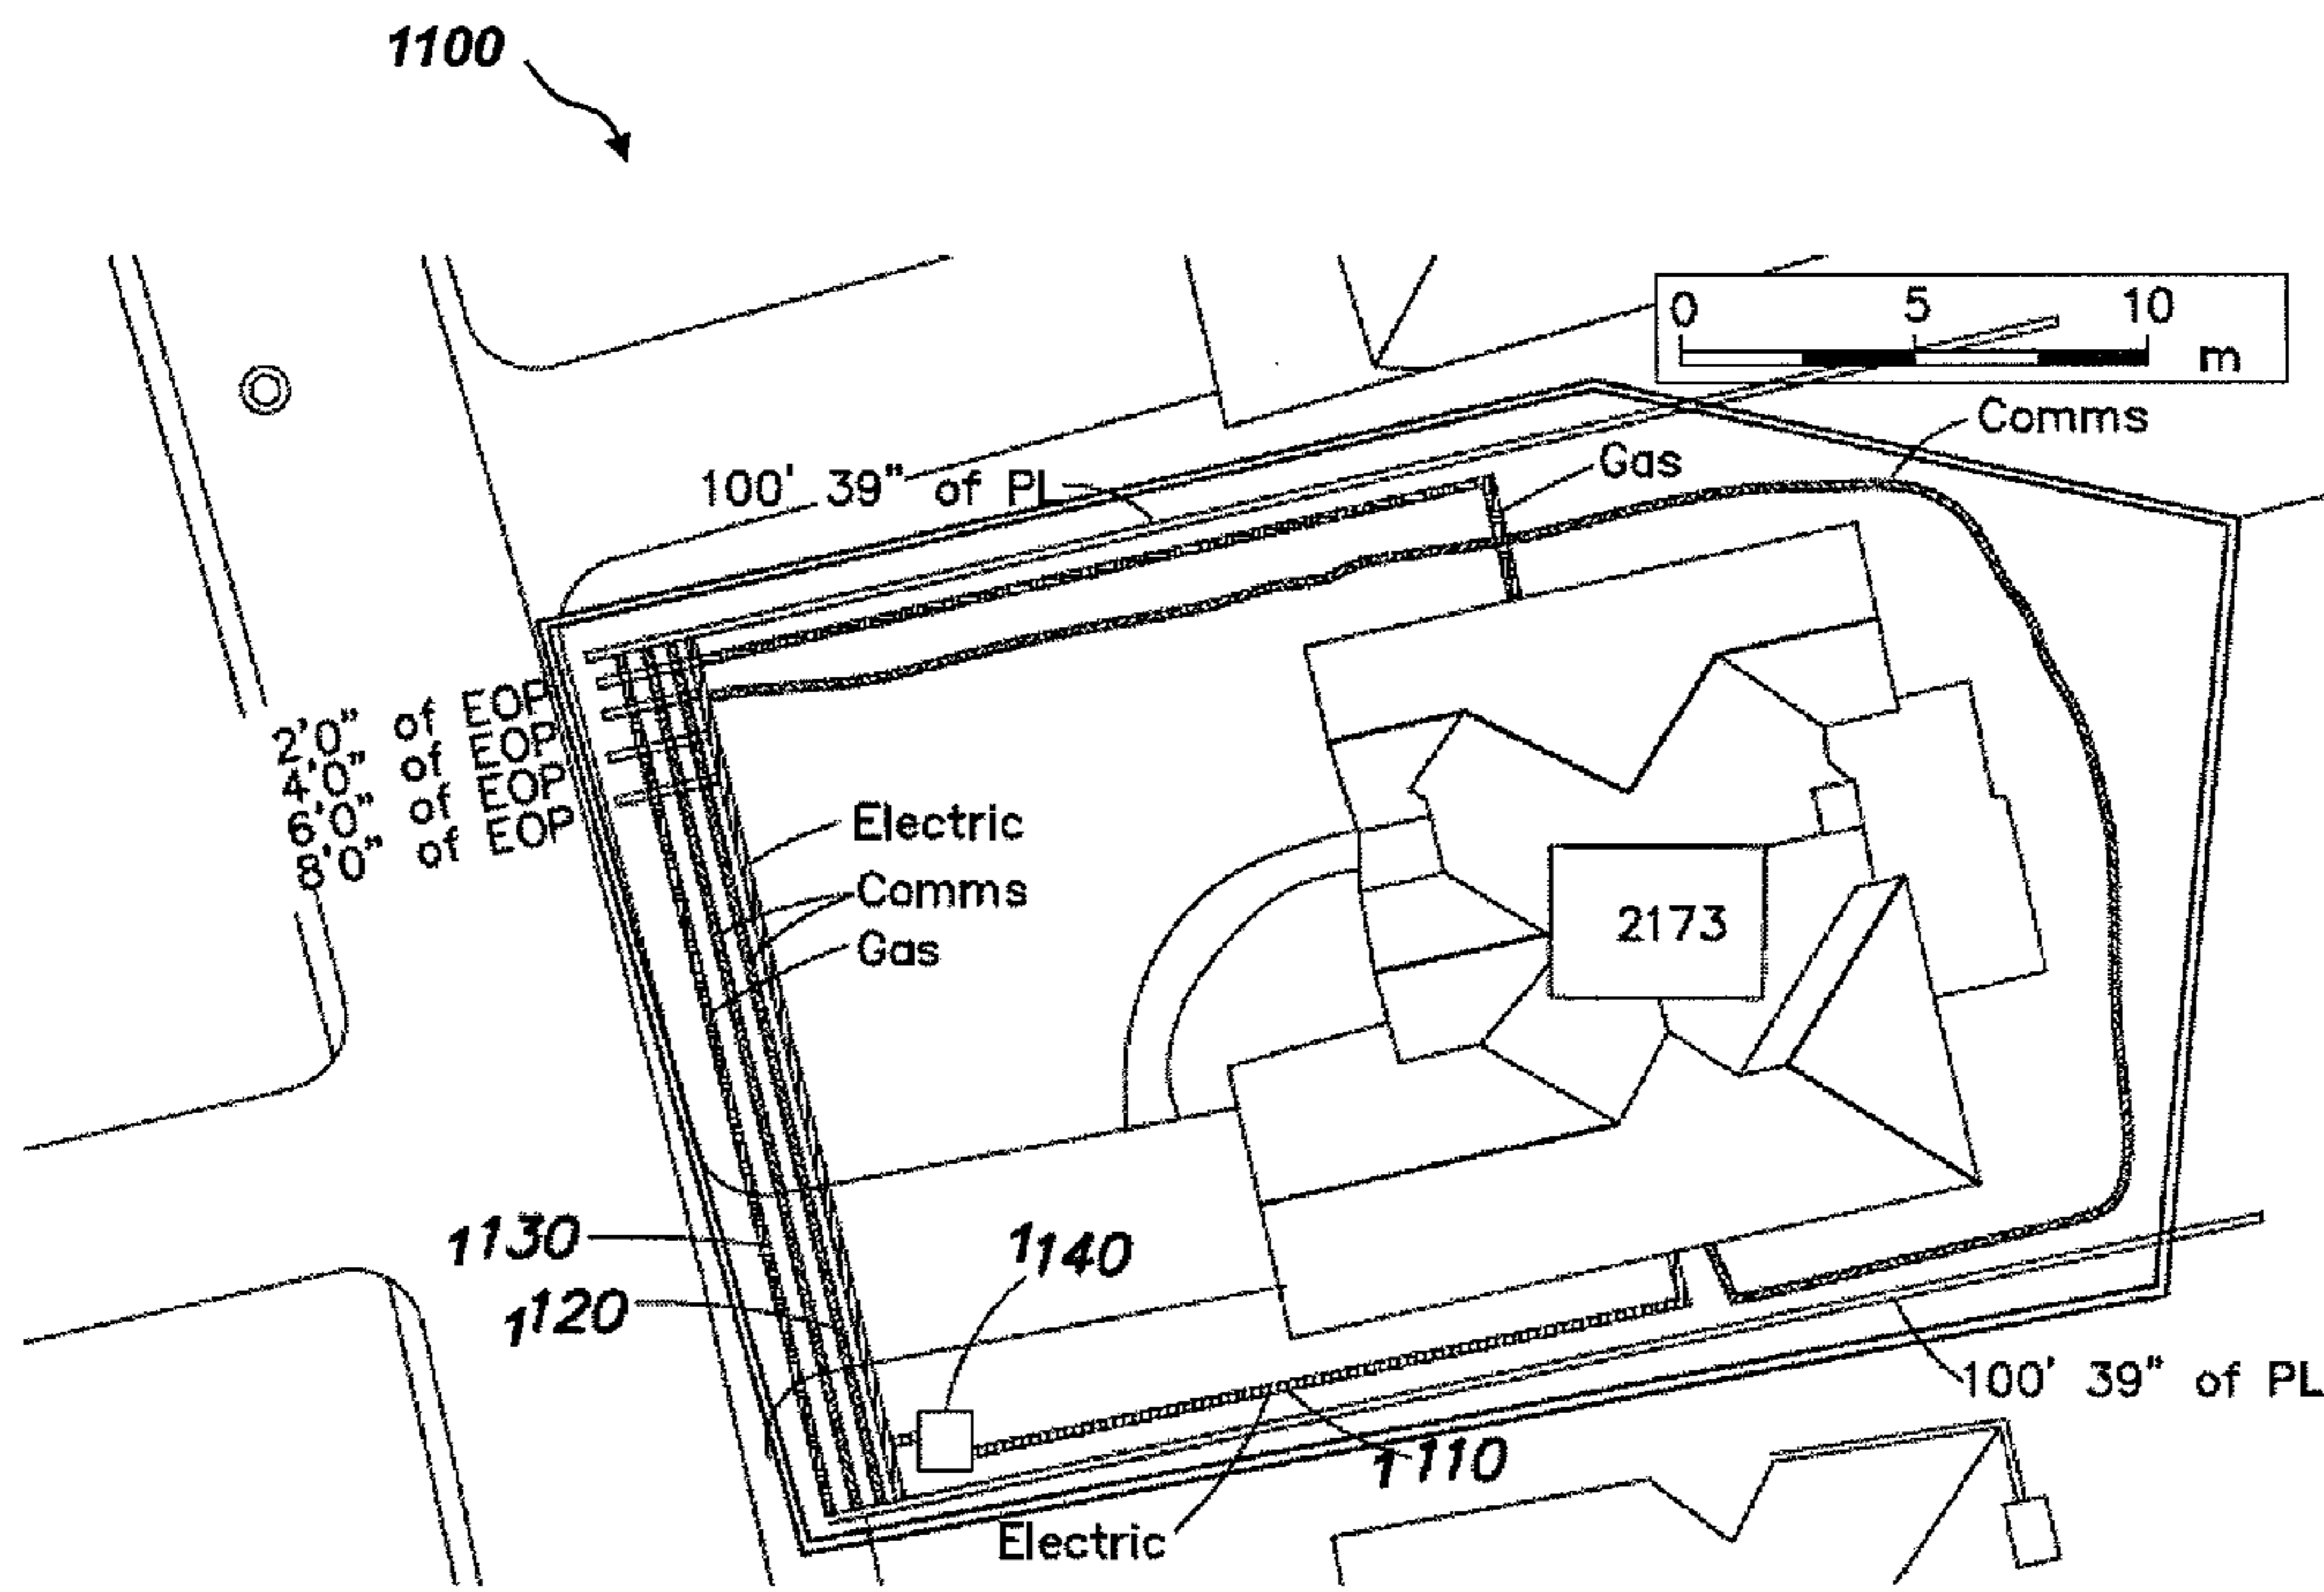 1100
0 5 10
m
Comms
Gas
100' 39" of PL
2'0" of EOP
4'0" of EOP
6'0" of EOP
8'0" of EOP
Electric
Comms
Gas
2173
1130
1140
1120
100' 39" of PL
1110
Electric